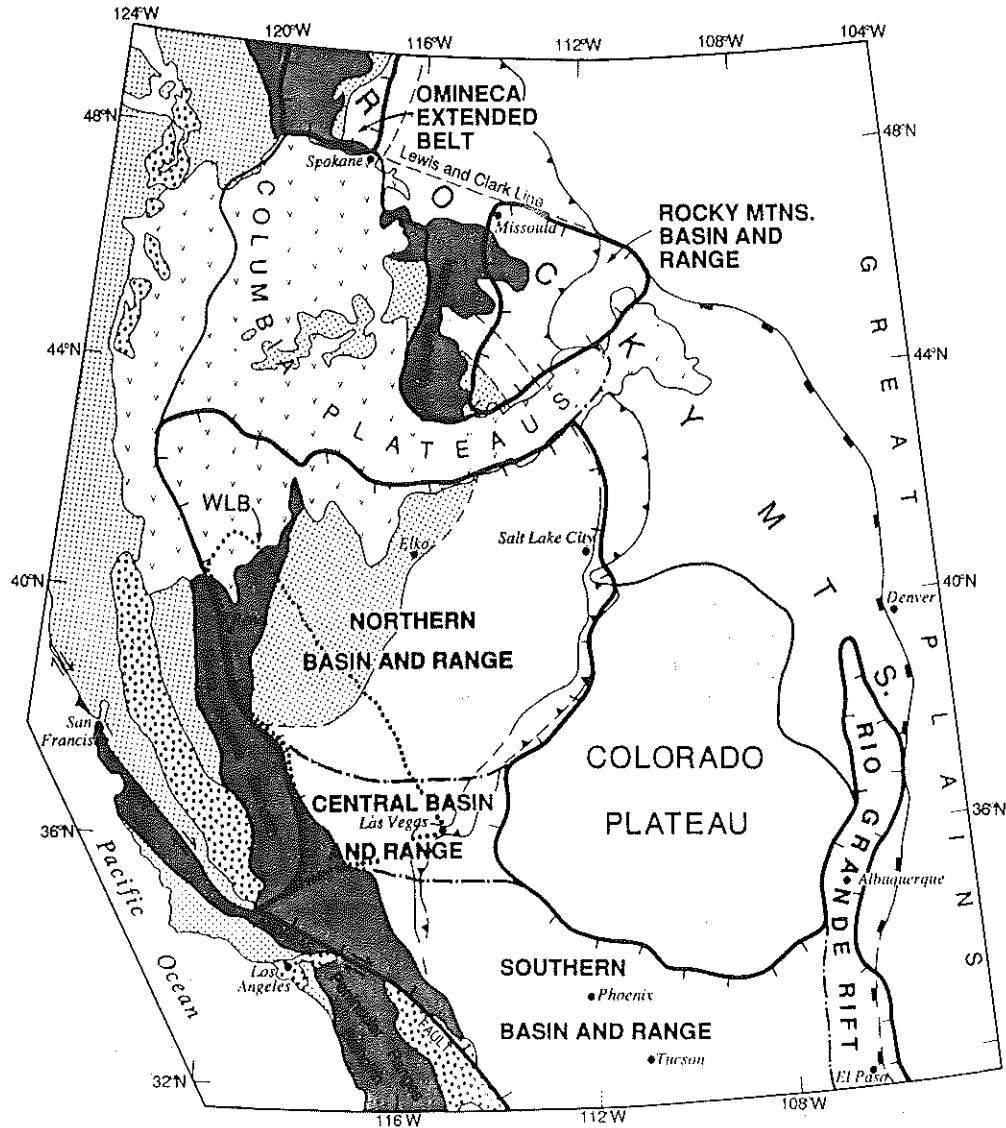 124°W
120°W
116°W
112°W
108°W
104°W
48°N
48°N
OMINECA
EXTENDED
BELT
Spokane
Lewis and Clark Line
Missoula
ROCKY MTNS.
BASIN AND
RANGE
COLUMBIA
PLATEAUS
ROCKY MTS.
GREAT PLAINS
44°N
44°N
WLB
Elko
Salt Lake City
40°N
40°N
Denver
NORTHERN
BASIN AND RANGE
San
Francisco
COLORADO
PLATEAU
CENTRAL BASIN
Las Vegas
AND RANGE
RIO GRANDE RIFT
36°N
36°N
Pacific
Ocean
Albuquerque
Los
Angeles
SOUTHERN
Phoenix
BASIN AND RANGE
Tucson
FAULT
El Paso
32°N
116°W
112°W
108°W